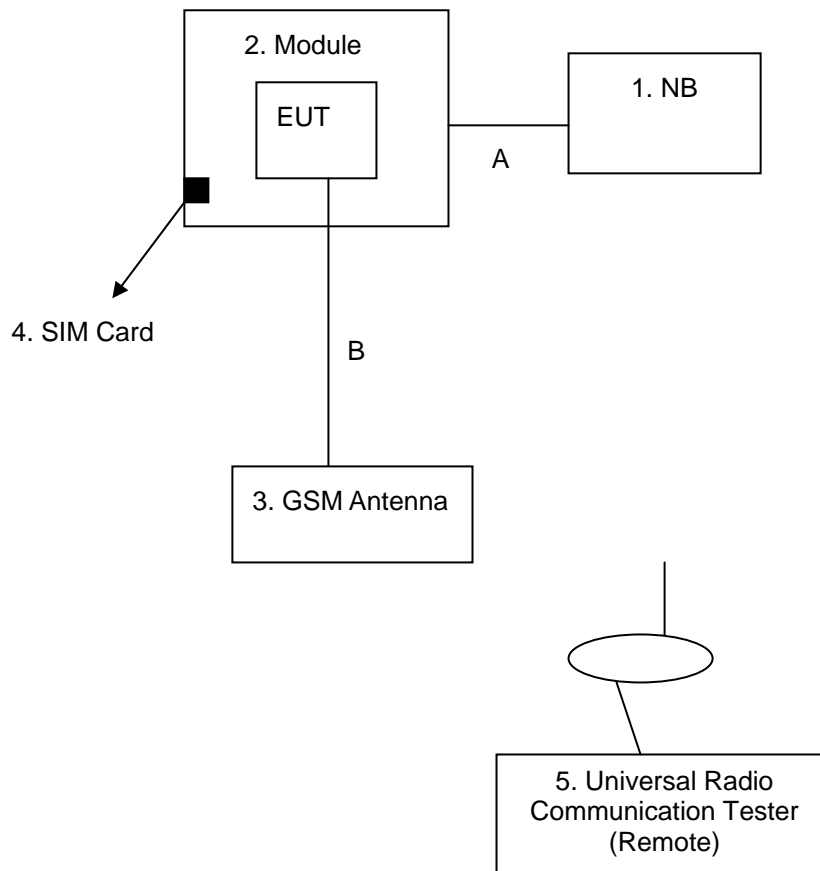 2. Module
1. NB
EUT
A
4. SIM Card
B
3. GSM Antenna
5. Universal Radio
Communication Tester
(Remote)